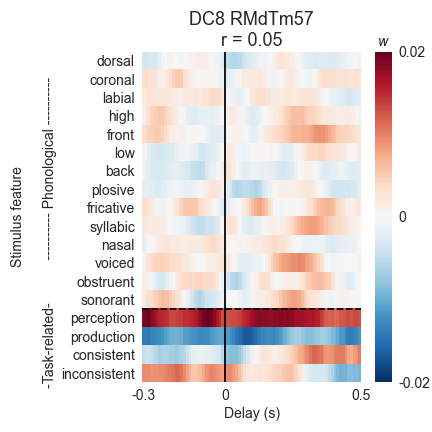 DC8 RMdTm57
r = 0.05
w
dorsal
coronal
labial
high
front
low
back
plosive
fricative
syllabic
nasal
voiced
obstruent
sonorant
perception
production
consistent
inconsistent
Stimulus feature
---------- Phonological ----------
-Task-related-
0.02
0
-0.02
-0.3 0 0.5
Delay (s)